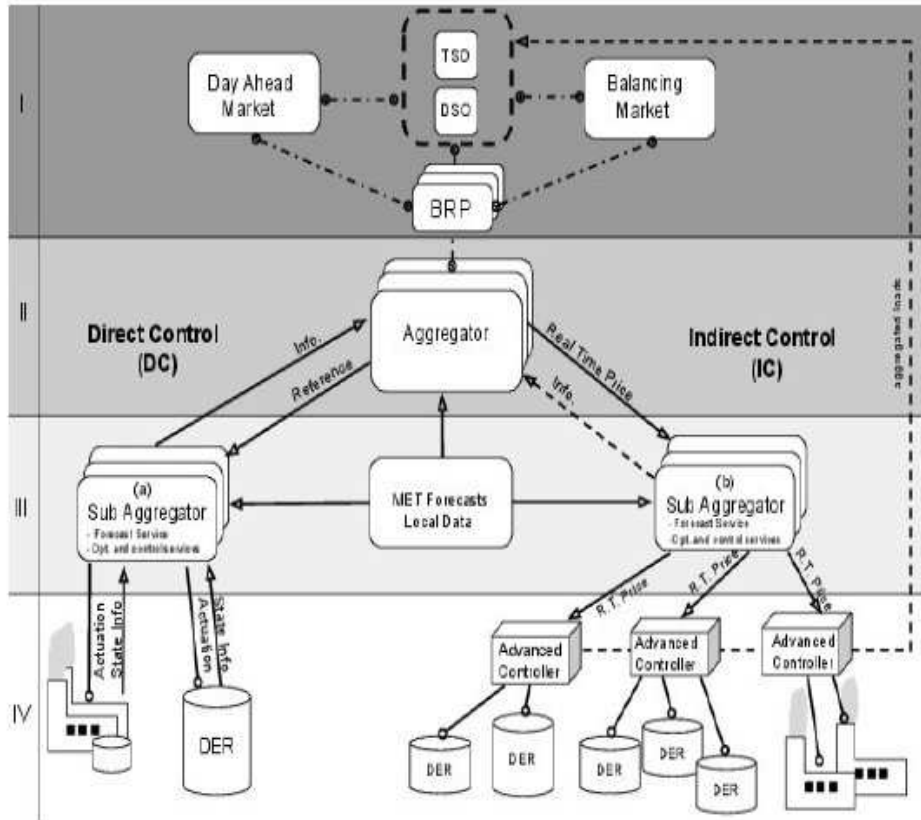 I
TSO
DSO
Day Ahead
Market
Balancing
Market
BRP
II
Direct Control
(DC)
Info.
Reference
Aggregator
Real Time Price
Info.
Indirect Control
(IC)
aggregated loads
III
(a)
Sub Aggregator
- Forecast Service
- Opt. and control services
MET Forecasts
Local Data
(b)
Sub Aggregator
- Forecast Service
- Opt. and control services
R.T. Price
R.T. Price
R.T. Price
IV
Actuation
State Info
Actuation
State Info.
DER
Advanced
Controller
Advanced
Controller
Advanced
Controller
DER
DER
DER
DER
DER